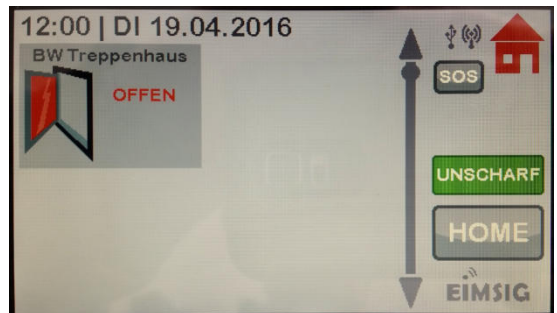 12:00 | DI 19.04.2016
BW Treppenhaus
OFFEN
SOS
UNSCHARF
HOME
EiMSIG